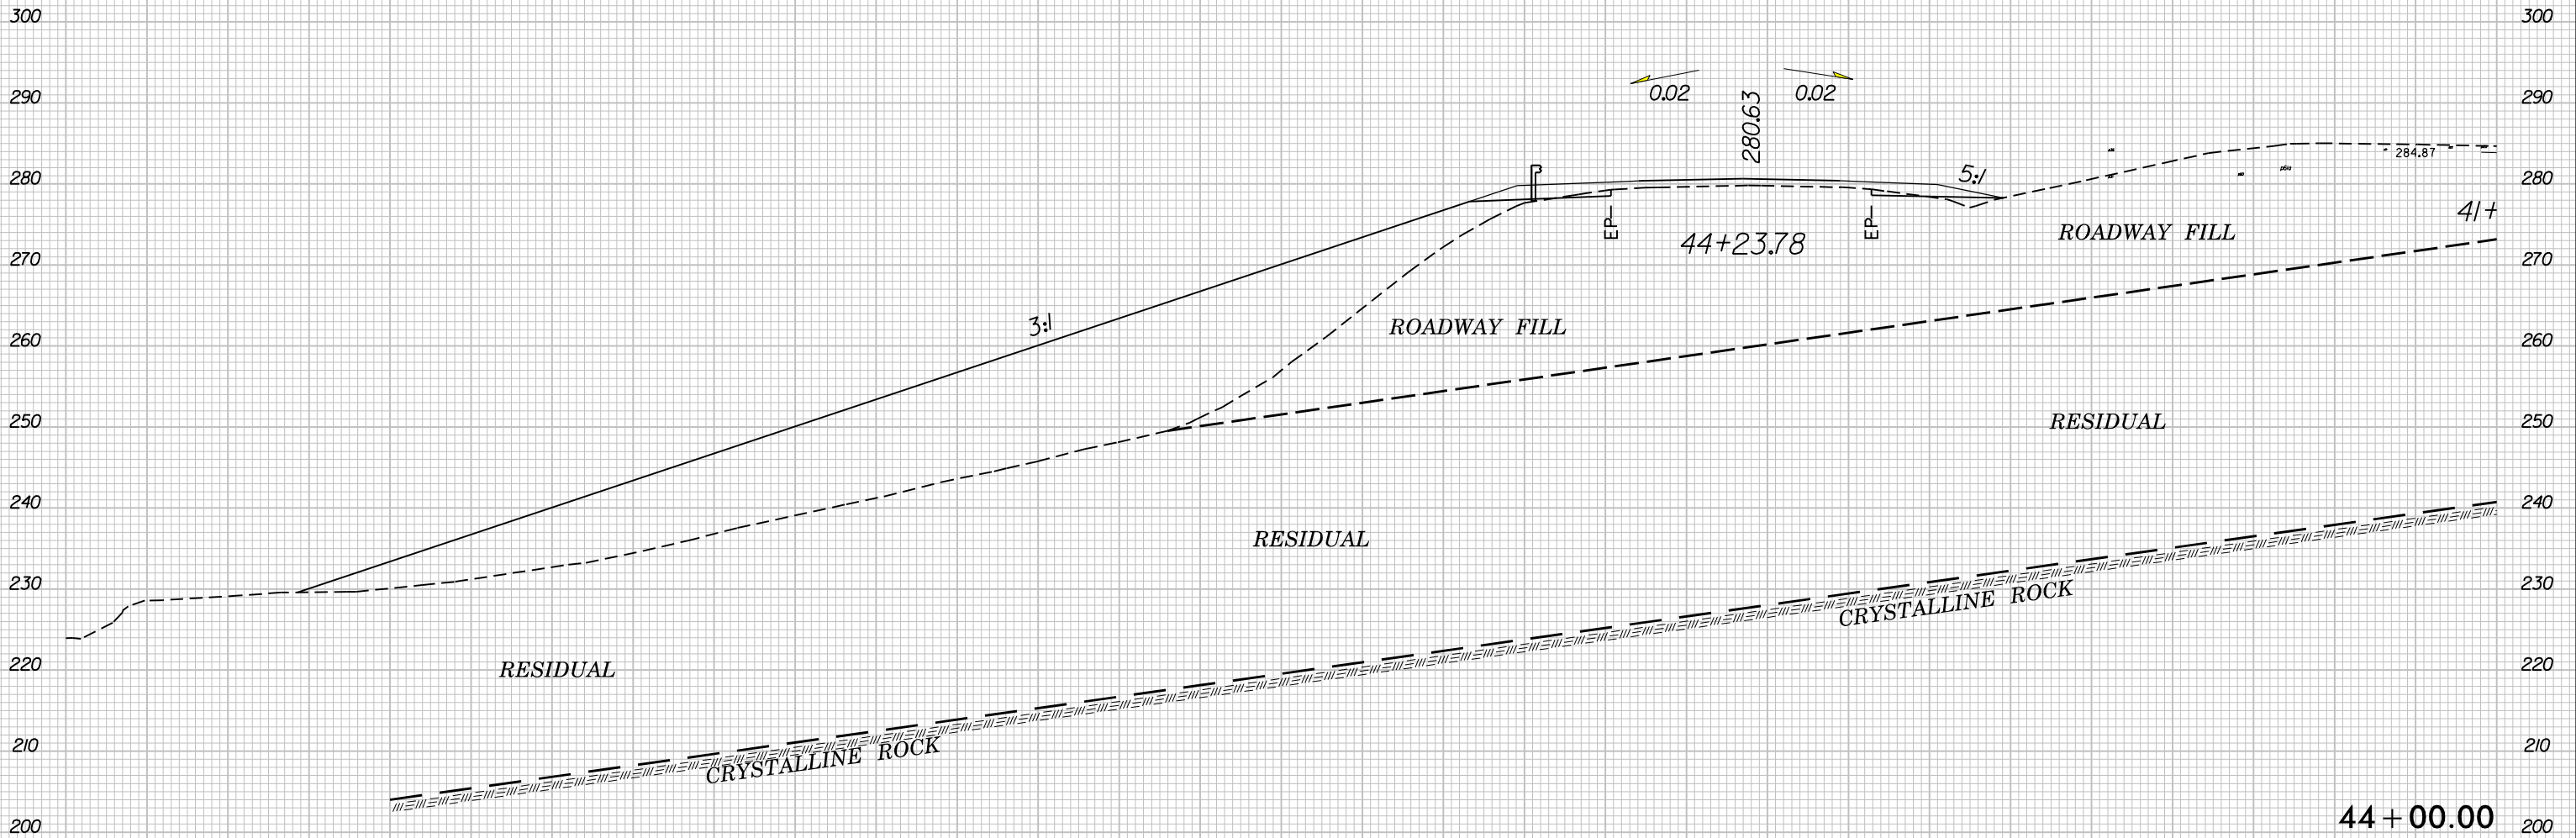 300 300
290 290
0.02 280.63 0.02
280 280
5:1
284.87
EP EP
44+23.78
41+
ROADWAY FILL
270 270
3:1
ROADWAY FILL
260 260
250 250
RESIDUAL
240 240
RESIDUAL
230 230
CRYSTALLINE ROCK
RESIDUAL
220 220
210 210
CRYSTALLINE ROCK
200 200
44+00.00